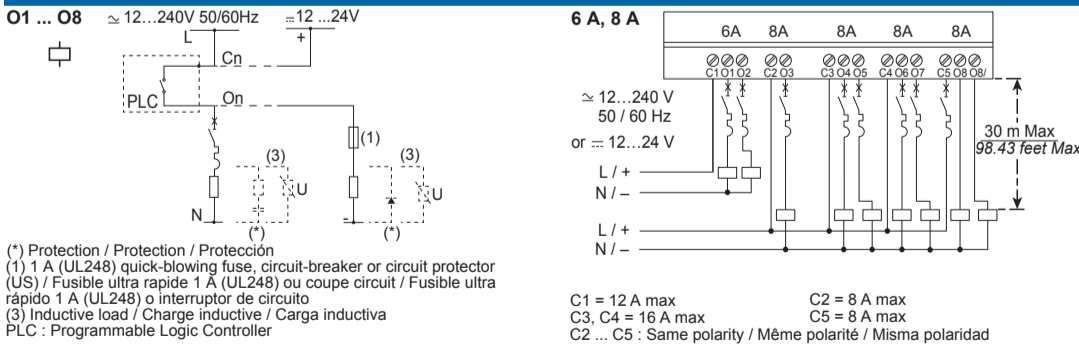 O1 ... O8
≃ 12...240V 50/60Hz
⎓12 ...24V
L
+
Cn
PLC
On
(1)
(3)
(3)
U
U
N
-
(*)
(*)
(*) Protection / Protection / Protección
(1) 1 A (UL248) quick-blowing fuse, circuit-breaker or circuit protector
(US) / Fusible ultra rapide 1 A (UL248) ou coupe circuit / Fusible ultra
rápido 1 A (UL248) o interruptor de circuito
(3) Inductive load / Charge inductive / Carga inductiva
PLC : Programmable Logic Controller
6 A, 8 A
6A 8A 8A 8A 8A
C1 O1 O2 C2 O3 C3 O4 O5 C4 O6 O7 C5 O8 O8/
≃ 12...240 V
50 / 60 Hz
or ⎓ 12...24 V
30 m Max
98.43 feet Max
L / +
N / –
L / +
N / –
C1 = 12 A max C2 = 8 A max
C3, C4 = 16 A max C5 = 8 A max
C2 ... C5 : Same polarity / Même polarité / Misma polaridad